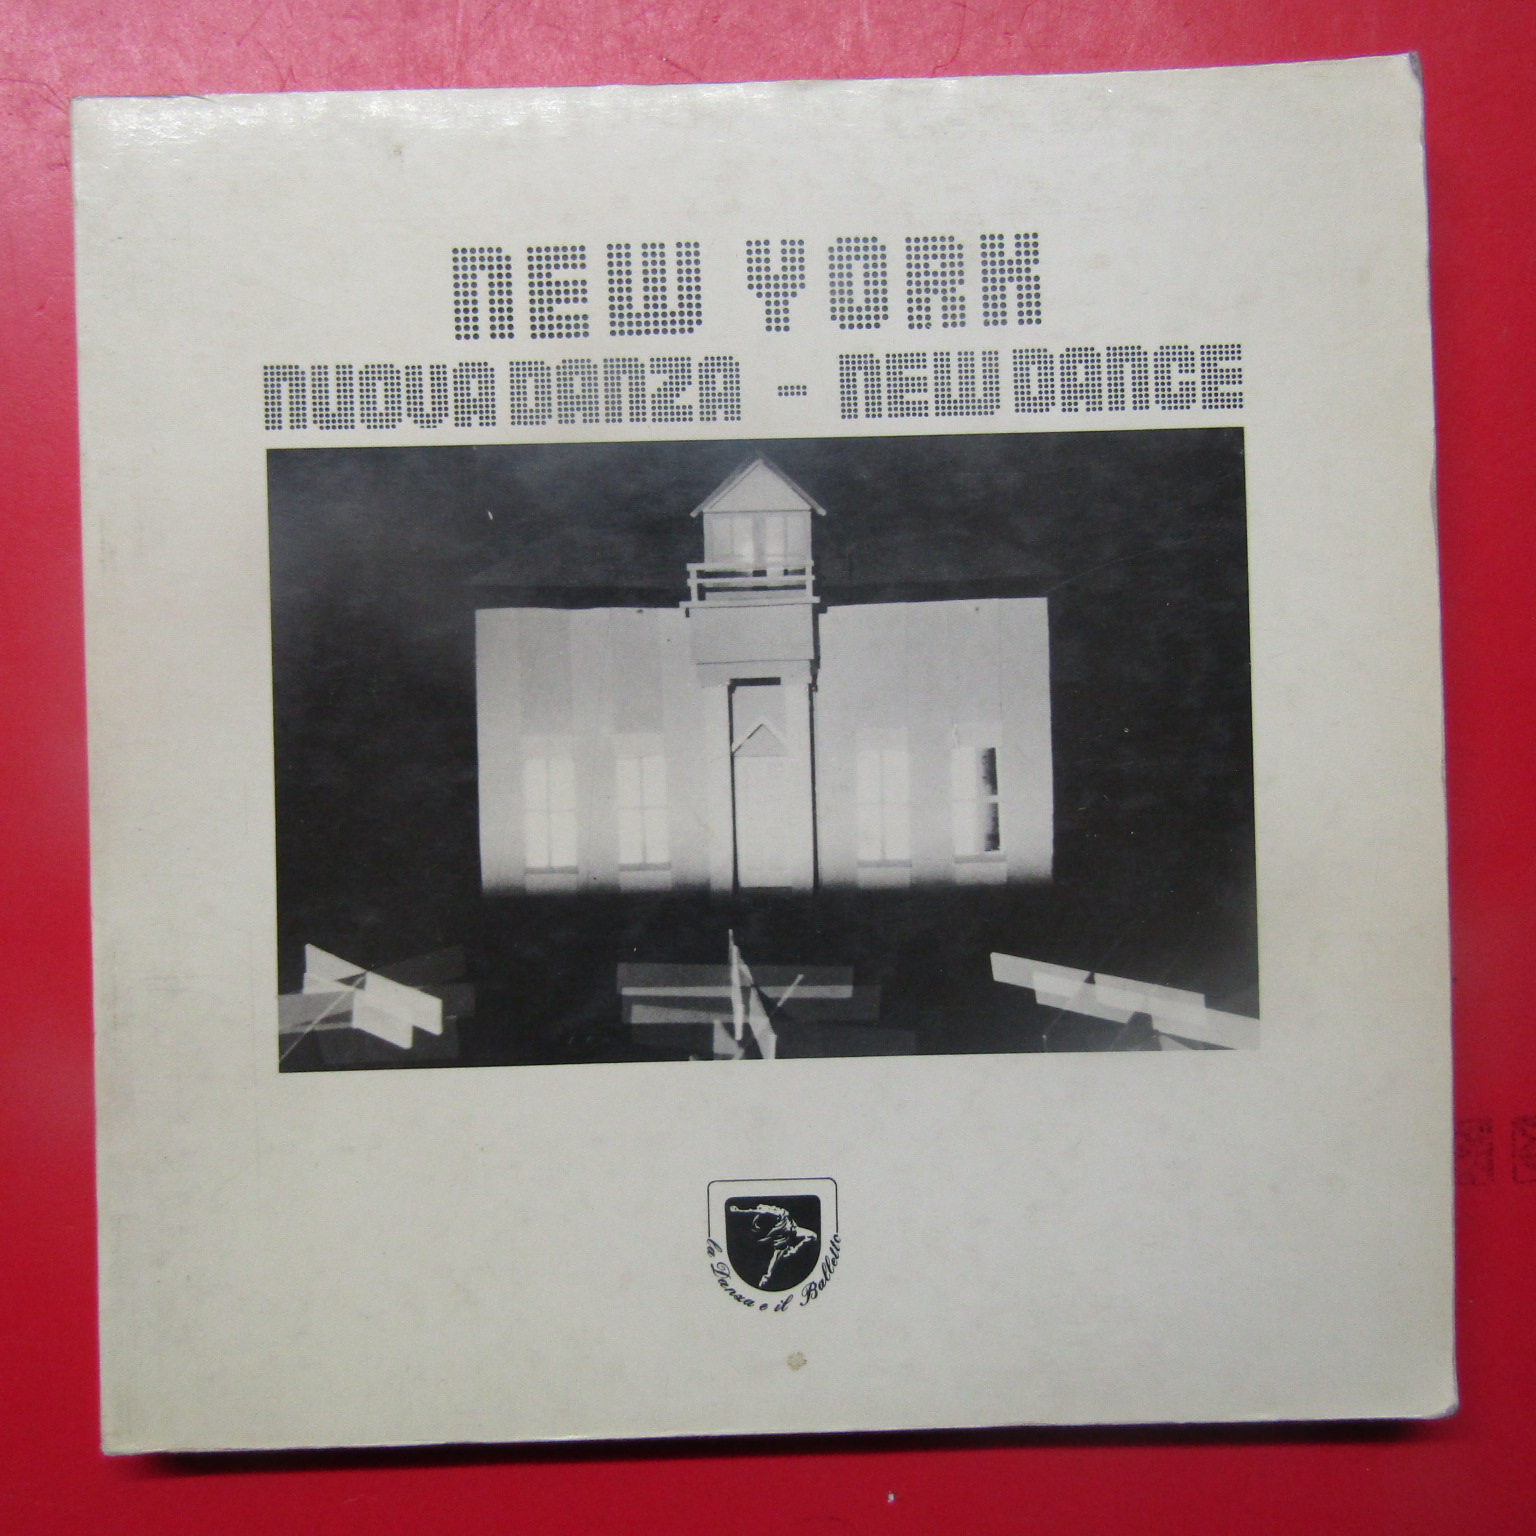 NEW YORK
NUOVA DANZA - NEW DANCE
la Danza e il Balletto